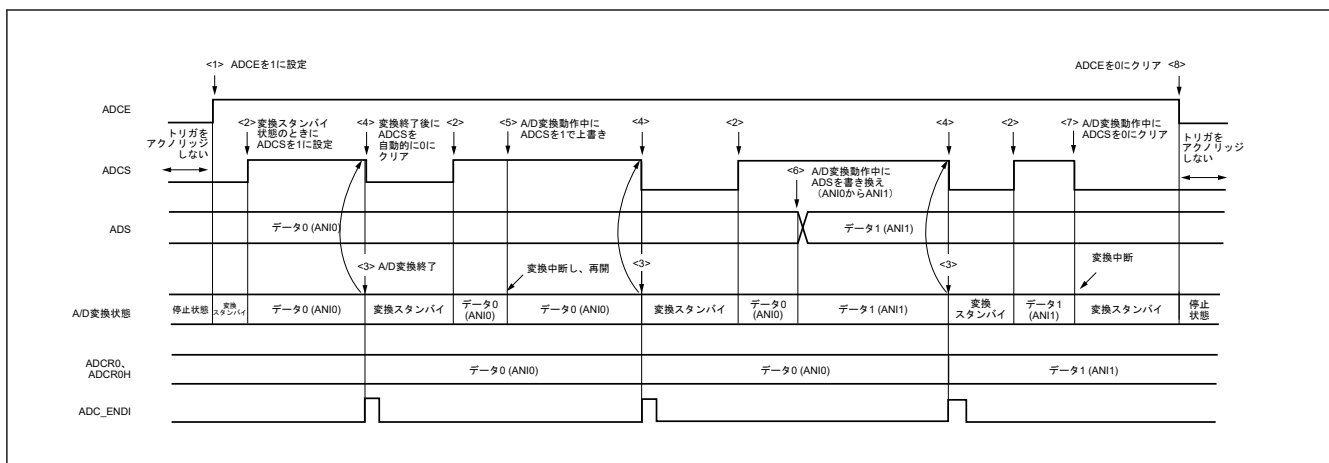 <1> ADCEを1に設定
ADCEを0にクリア <8>
ADCE
トリガを
アクノリッジ
しない
<2> 変換スタンバイ
状態のときに
ADCSを1に設定
<4> 変換終了後に
ADCSを
自動的に0に
クリア
<2>
<5> A/D変換動作中に
ADCSを1で上書き
<4>
<2>
<4>
<2>
<7> A/D変換動作中に
ADCSを0にクリア
トリガを
アクノリッジ
しない
ADCS
<6> A/D変換動作中に
ADSを書き換え
(ANI0からANI1)
ADS
データ0 (ANI0)
データ1 (ANI1)
<3> A/D変換終了
変換中断し、再開
<3>
<3>
変換中断
A/D変換状態
停止状態
変換
スタンバイ
データ0 (ANI0)
変換スタンバイ
データ0
(ANI0)
データ0 (ANI0)
変換スタンバイ
データ0
(ANI0)
データ1 (ANI1)
変換
スタンバイ
データ1
(ANI1)
変換スタンバイ
停止
状態
ADCR0、
ADCR0H
データ0 (ANI0)
データ0 (ANI0)
データ1 (ANI1)
ADC_ENDI